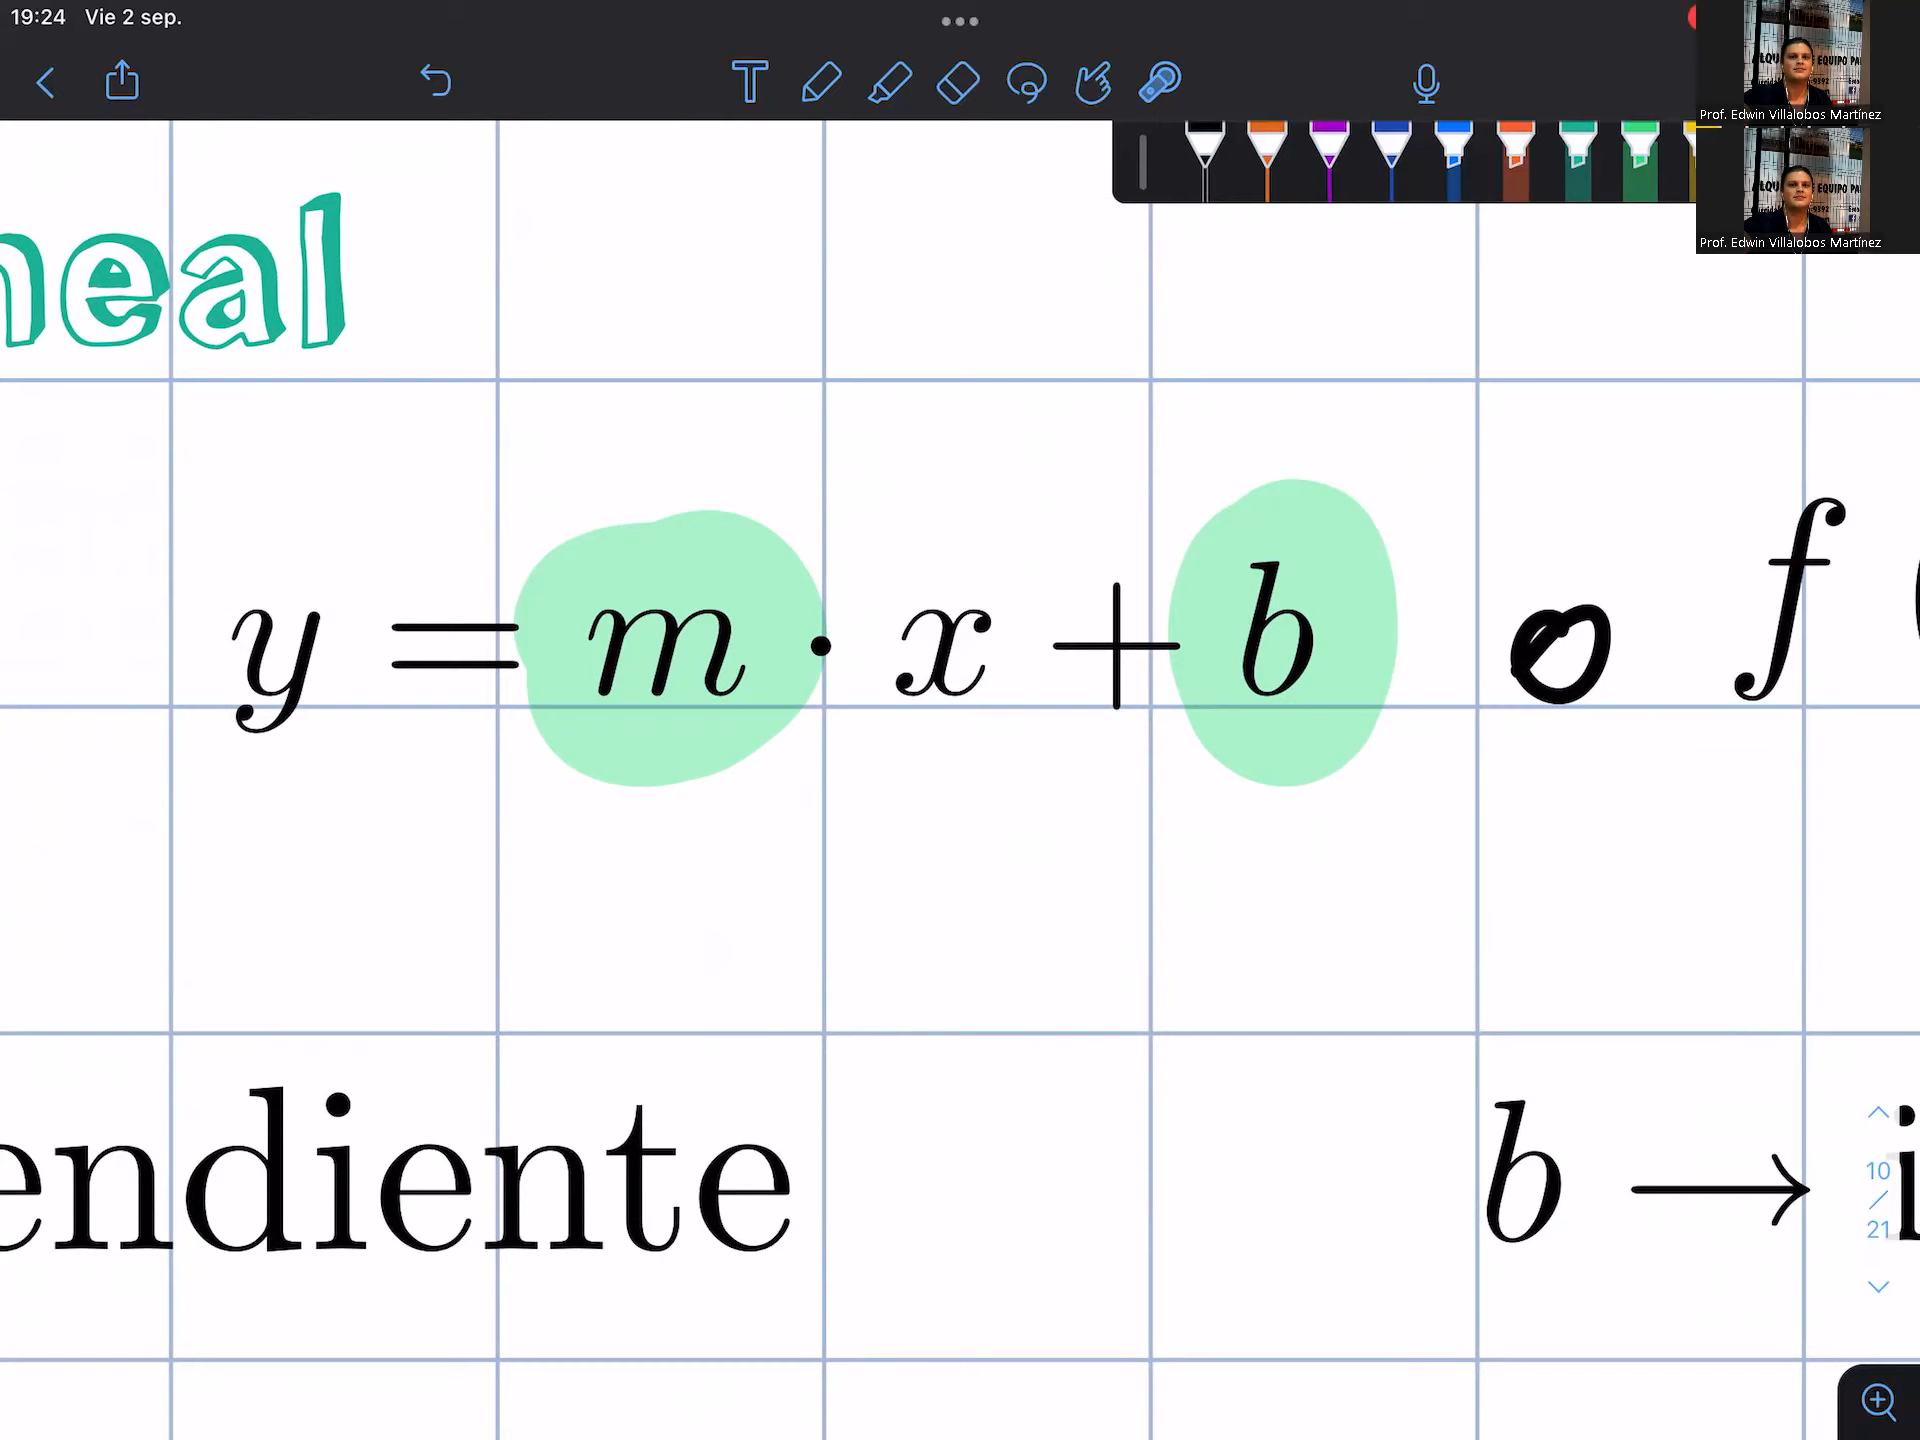 19:24 Vie 2 sep.
Prof. Edwin Villalobos Martínez
Prof. Edwin Villalobos Martínez
neal
y = m · x + b o f (
endiente
b → i
10
/
21